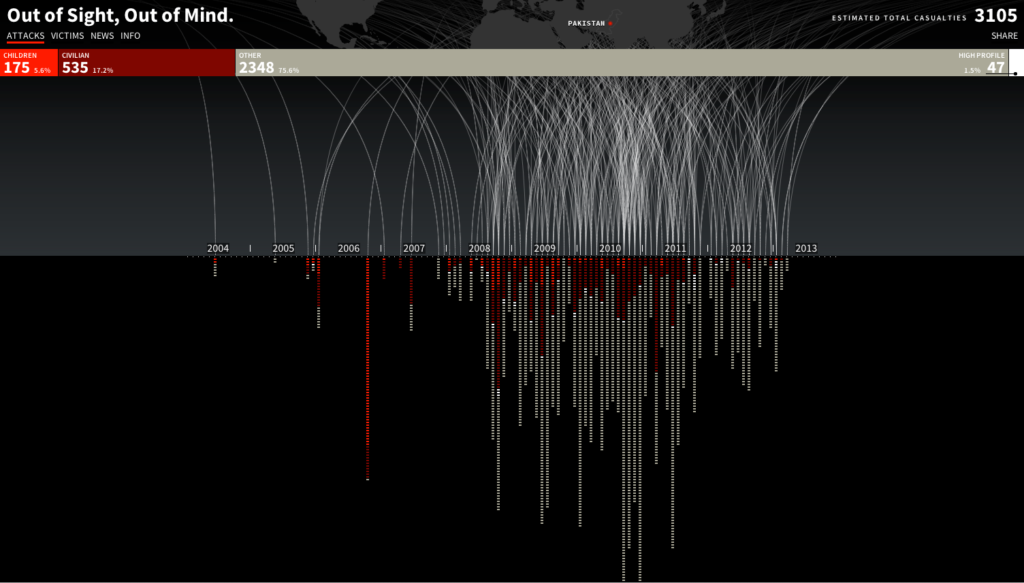 Out of Sight, Out of Mind.
PAKISTAN
ESTIMATED TOTAL CASUALTIES 3105
ATTACKS VICTIMS NEWS INFO
SHARE
CHILDREN
175 5.6%
CIVILIAN
535 17.2%
OTHER
2348 75.6%
HIGH PROFILE
1.5% 47
2004 2005 2006 2007 2008 2009 2010 2011 2012 2013